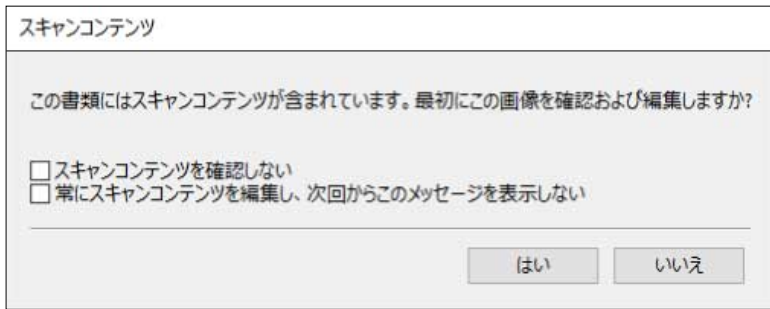 スキャンコンテンツ
この書類にはスキャンコンテンツが含まれています。最初にこの画像を確認および編集しますか?
スキャンコンテンツを確認しない
常にスキャンコンテンツを編集し、次回からこのメッセージを表示しない
はい
いいえ